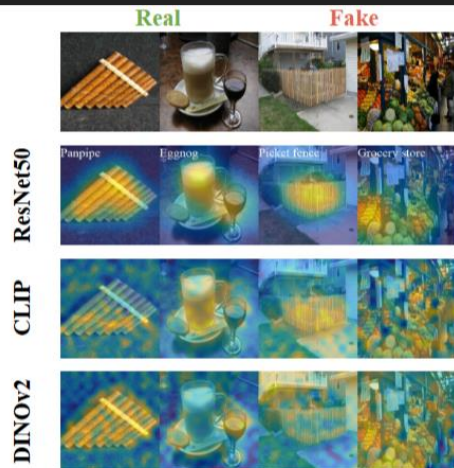 Real Fake
Panpipe Eggnog Picket fence Grocery store
ResNet50
CLIP
DINOv2